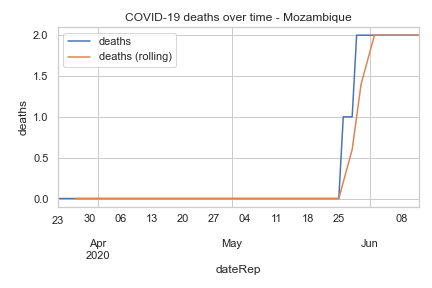 COVID-19 deaths over time - Mozambique
deaths
deaths (rolling)
2.0
1.5
1.0
0.5
0.0
deaths
23 30 06 13 20 27 04 11 18 25 08
Apr May Jun
2020
dateRep